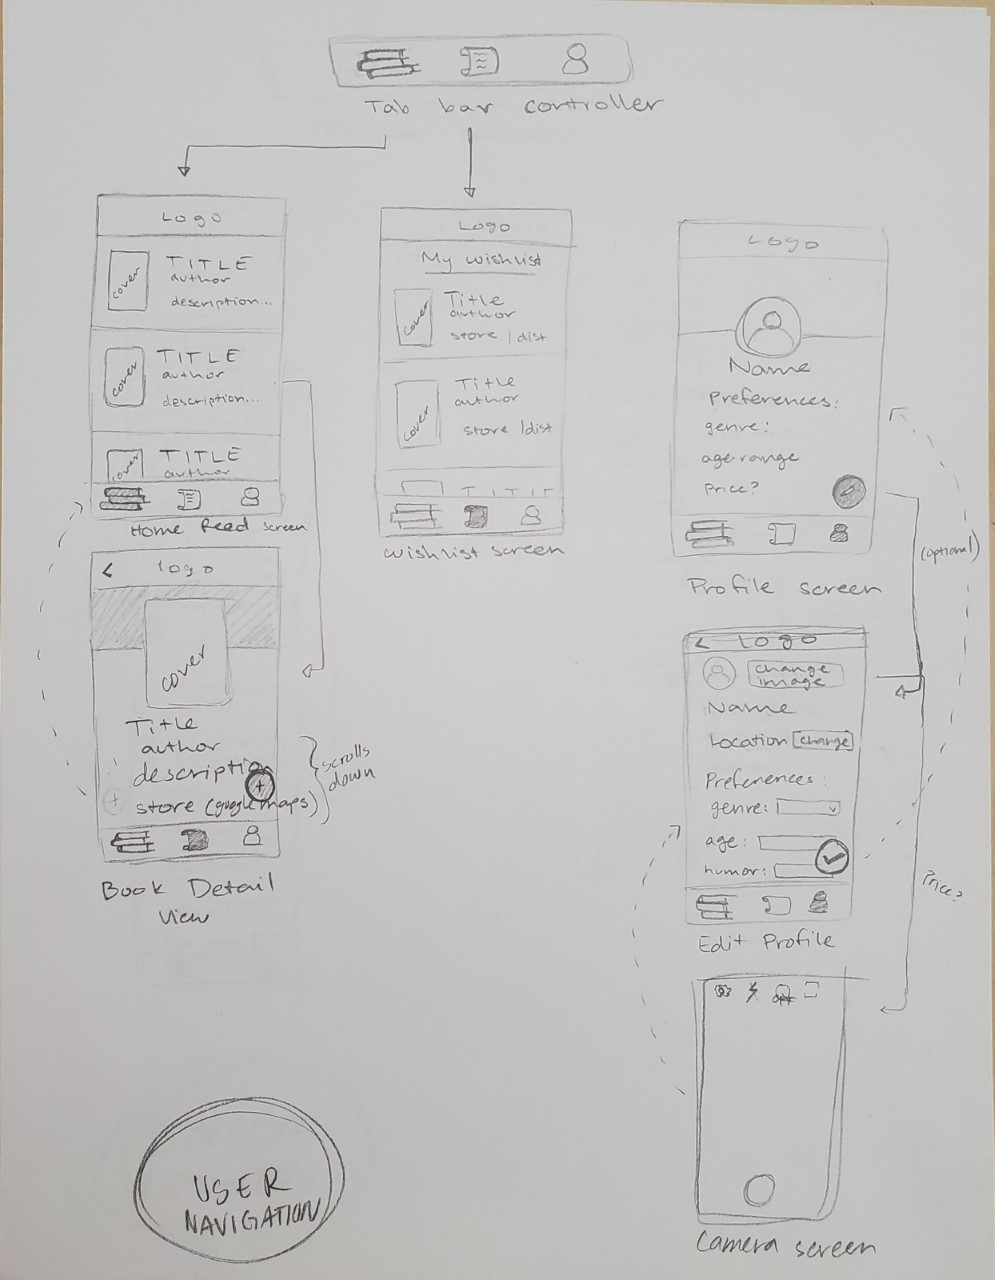 Tab bar controller
Logo
TITLE
author
description...
cover
TITLE
author
description...
cover
TITLE
author
cover
Home feed screen
Logo
My wishlist
Title
author
store | dist
cover
Title
author
store | dist
cover
TITIT
wishlist screen
Logo
Name
Preferences:
genre:
age range
Price?
Profile screen
(optional)
< logo
cover
Title
author
description
store (google maps)
+
+
scrolls
down
Book Detail
View
< Logo
change
image
Name
Location change
Preferences:
genre:
age:
humor:
Edit Profile
Price?
OFF
Camera screen
USER
NAVIGATION